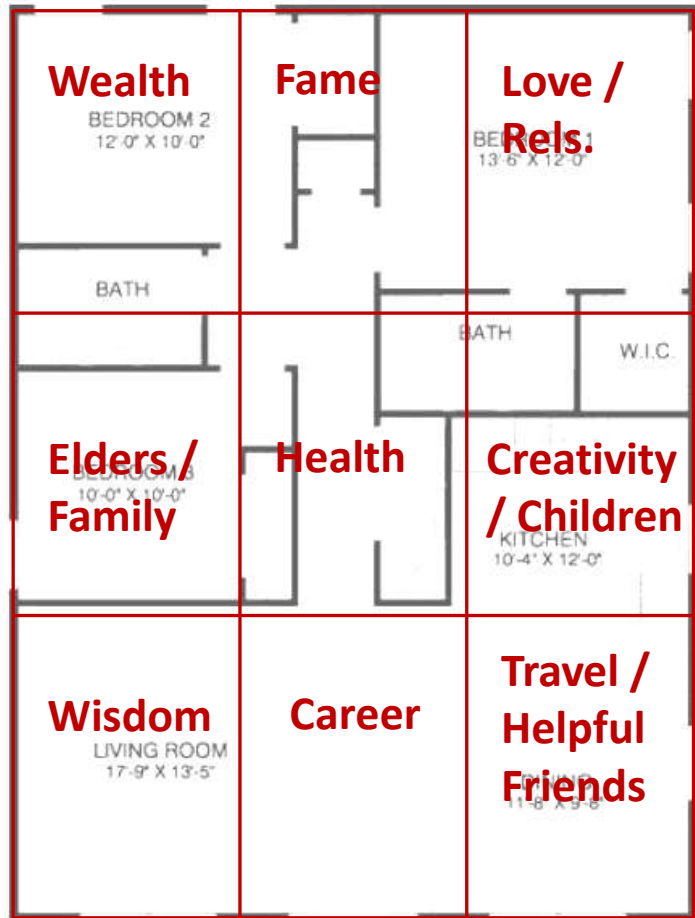 Wealth
BEDROOM 2
12'-0" X 10'-0"
Fame
Love /
Rels.
BEDROOM 1
13'-6" X 12'-0"
BATH
BATH
W.I.C.
Elders /
Family
BEDROOM 3
10'-0" X 10'-0"
Health
Creativity
/ Children
KITCHEN
10'-4" X 12'-0"
Wisdom
LIVING ROOM
17'-9" X 13'-5"
Career
Travel /
Helpful
Friends
DINING
11'-8" X 9'-8"